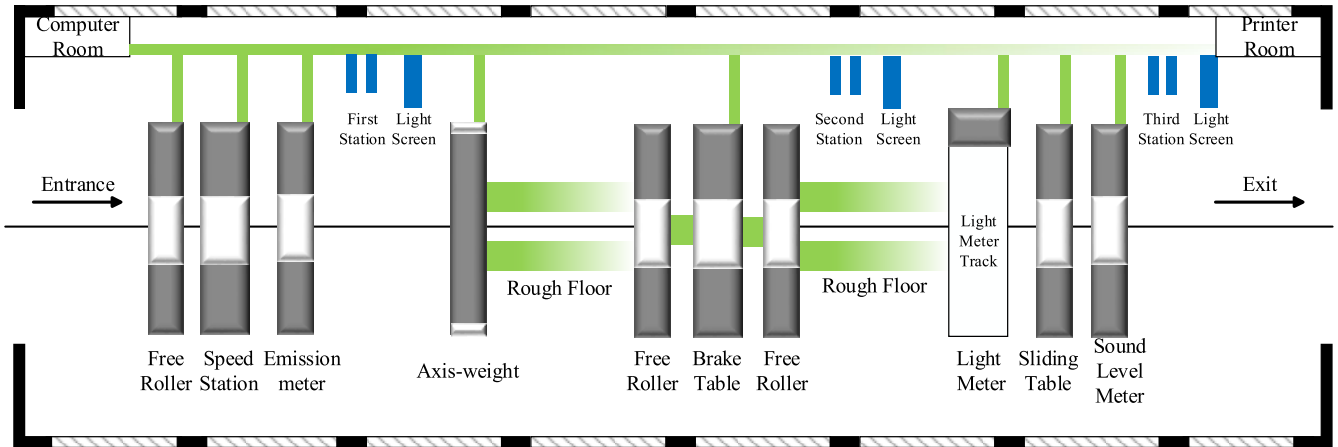 Computer
Room
Printer
Room
First
Station
Light
Screen
Second
Station
Light
Screen
Third
Station
Light
Screen
Entrance
Exit
Light
Meter
Track
Rough Floor
Rough Floor
Free
Roller
Speed
Station
Emission
meter
Axis-weight
Free
Roller
Brake
Table
Free
Roller
Light
Meter
Sliding
Table
Sound
Level
Meter